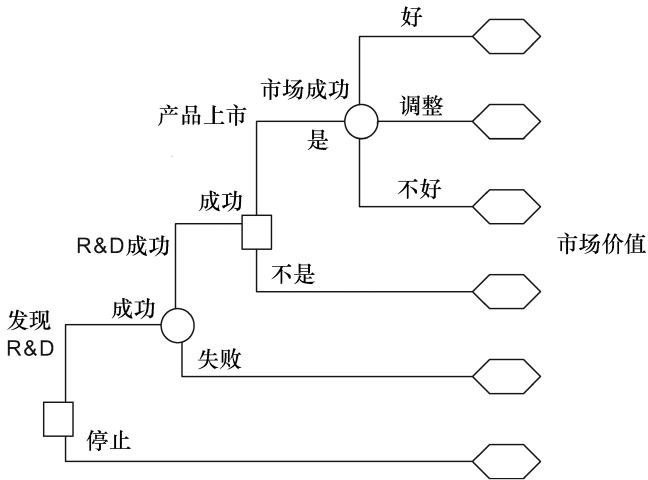 好
市场成功
调整
产品上市
是
不好
成功
R&D成功
市场价值
不是
成功
发现
R&D
失败
停止